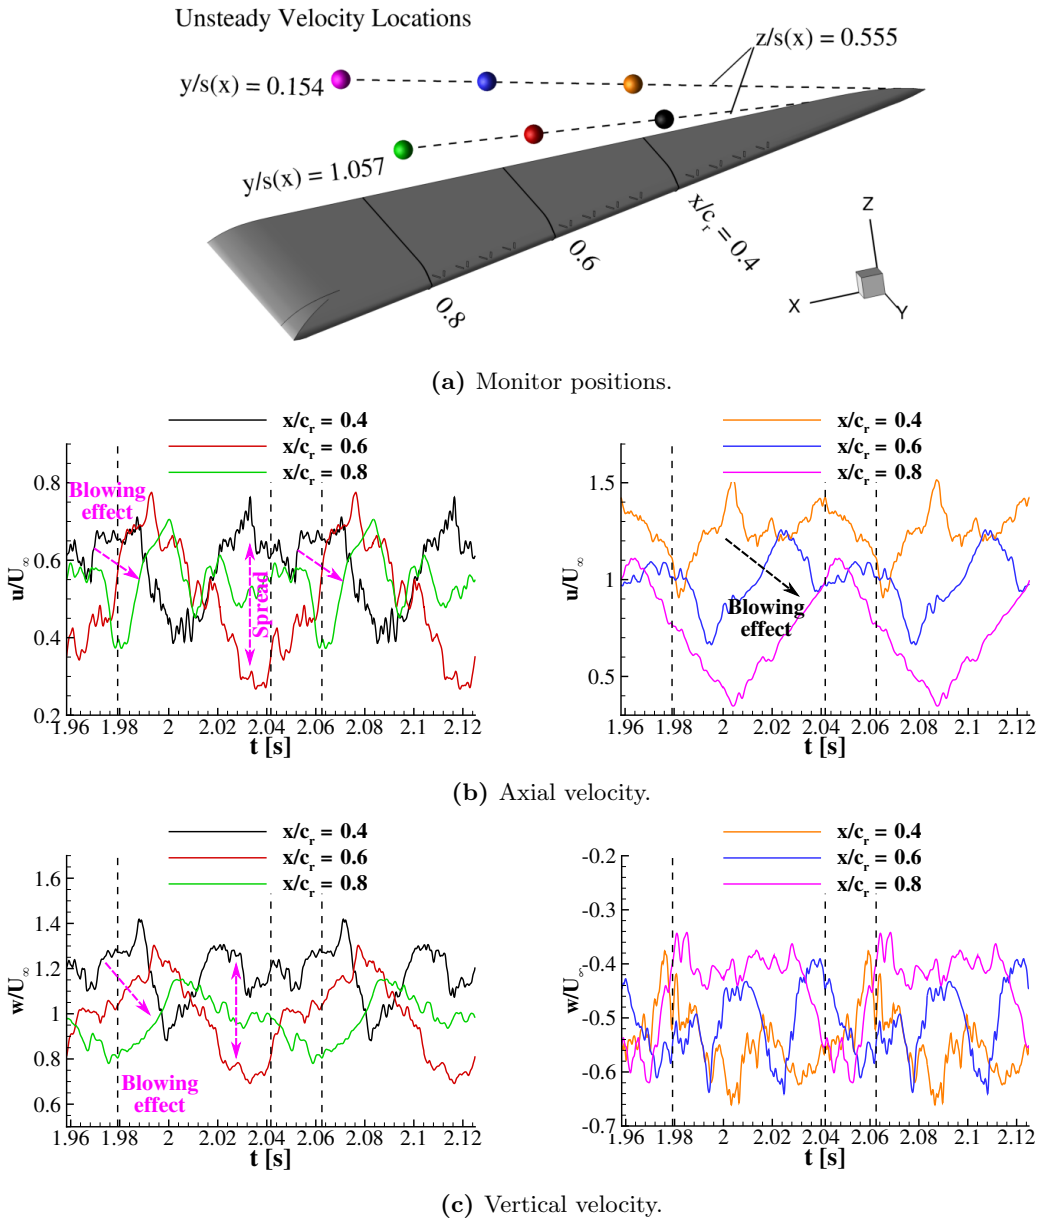 Unsteady Velocity Locations
z/s(x) = 0.555
y/s(x) = 0.154
y/s(x) = 1.057
x/c_r = 0.4
0.6
0.8
Z
X
Y
(a) Monitor positions.
x/c_r = 0.4
x/c_r = 0.6
x/c_r = 0.8
0.8
0.6
0.4
0.2
u/U_∞
Blowing
effect
Spread
1.96 1.98 2 2.02 2.04 2.06 2.08 2.1 2.12
t [s]
x/c_r = 0.4
x/c_r = 0.6
x/c_r = 0.8
1.5
1
0.5
u/U_∞
Blowing
effect
1.96 1.98 2 2.02 2.04 2.06 2.08 2.1 2.12
t [s]
(b) Axial velocity.
x/c_r = 0.4
x/c_r = 0.6
x/c_r = 0.8
1.6
1.4
1.2
1
0.8
0.6
w/U_∞
Blowing
effect
1.96 1.98 2 2.02 2.04 2.06 2.08 2.1 2.12
t [s]
x/c_r = 0.4
x/c_r = 0.6
x/c_r = 0.8
-0.2
-0.3
-0.4
-0.5
-0.6
-0.7
w/U_∞
1.96 1.98 2 2.02 2.04 2.06 2.08 2.1 2.12
t [s]
(c) Vertical velocity.